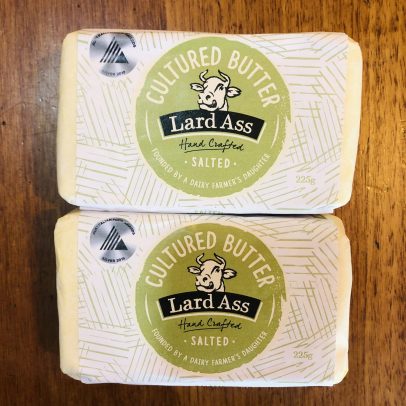 CULTURED BUTTER
Lard Ass
Hand Crafted
• SALTED •
FOUNDED BY A DAIRY FARMER'S DAUGHTER
225g
CULTURED BUTTER
Lard Ass
Hand Crafted
• SALTED •
FOUNDED BY A DAIRY FARMER'S DAUGHTER
225g